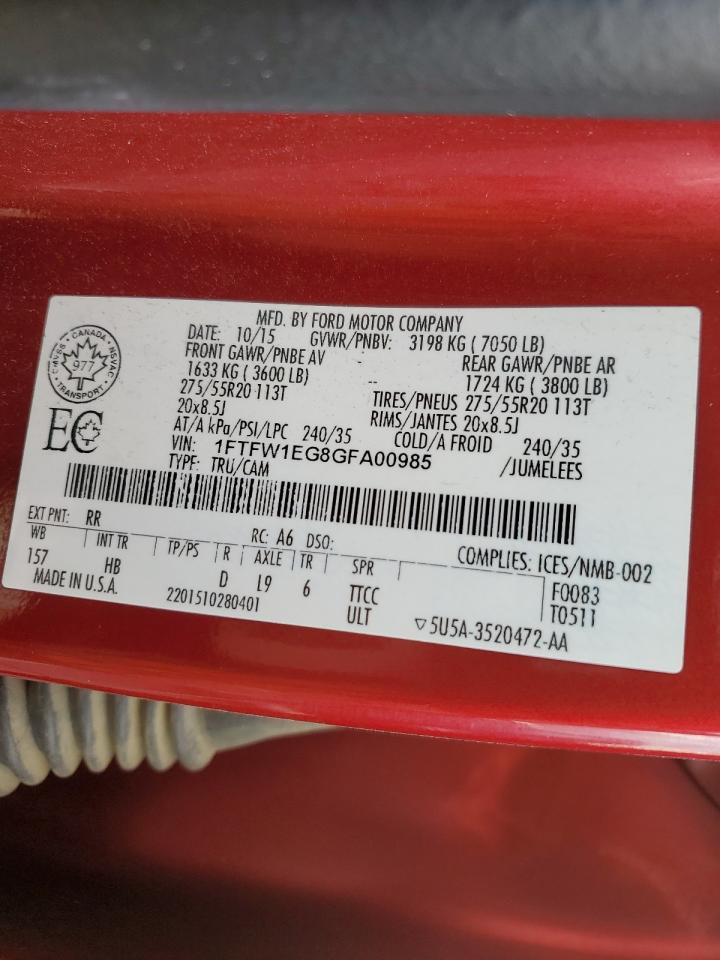 MFD. BY FORD MOTOR COMPANY
DATE: 10/15 GVWR/PNBV: 3198 KG ( 7050 LB)
FRONT GAWR/PNBE AV REAR GAWR/PNBE AR
1633 KG ( 3600 LB) -- 1724 KG ( 3800 LB)
275/55R20 113T TIRES/PNEUS 275/55R20 113T
20x8.5J RIMS/JANTES 20x8.5J
AT/A kPa/PSI/LPC 240/35 COLD/A FROID 240/35
VIN: 1FTFW1EG8GFA00985 /JUMELEES
TYPE: TRU/CAM
CANADA
977
TRANSPORT
EC
EXT PNT: RR RC: A6 DSO: COMPLIES: ICES/NMB-002
WB INT TR TP/PS R AXLE TR SPR F0083
157 HB D L9 6 TTCC T0511
MADE IN U.S.A. 2201510280401 ULT ▽5U5A-3520472-AA